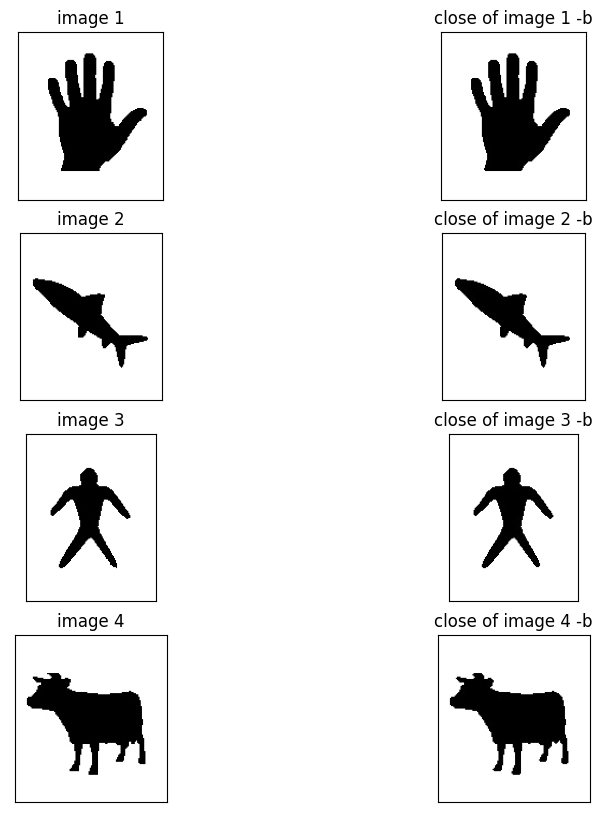 image 1
close of image 1 -b
image 2
close of image 2 -b
image 3
close of image 3 -b
image 4
close of image 4 -b